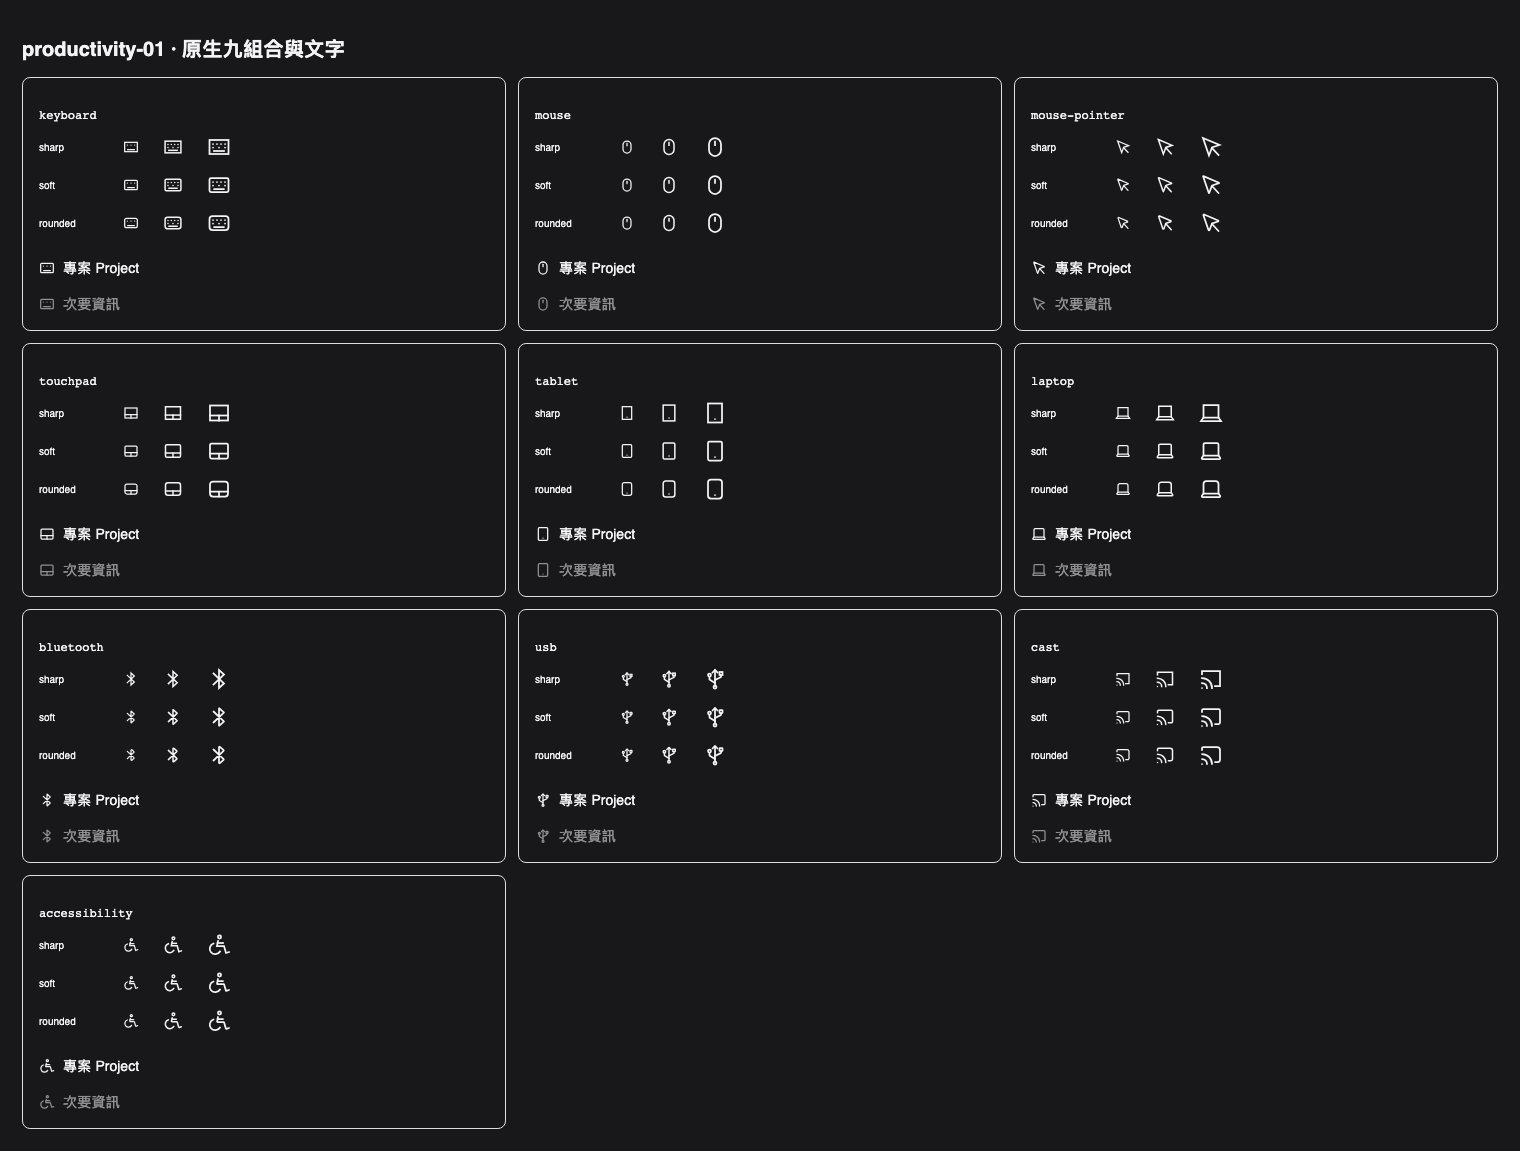 productivity-01 · 原生九組合與文字
keyboard
sharp
soft
rounded
專案 Project
次要資訊
mouse
sharp
soft
rounded
專案 Project
次要資訊
mouse-pointer
sharp
soft
rounded
專案 Project
次要資訊
touchpad
sharp
soft
rounded
專案 Project
次要資訊
tablet
sharp
soft
rounded
專案 Project
次要資訊
laptop
sharp
soft
rounded
專案 Project
次要資訊
bluetooth
sharp
soft
rounded
專案 Project
次要資訊
usb
sharp
soft
rounded
專案 Project
次要資訊
cast
sharp
soft
rounded
專案 Project
次要資訊
accessibility
sharp
soft
rounded
專案 Project
次要資訊